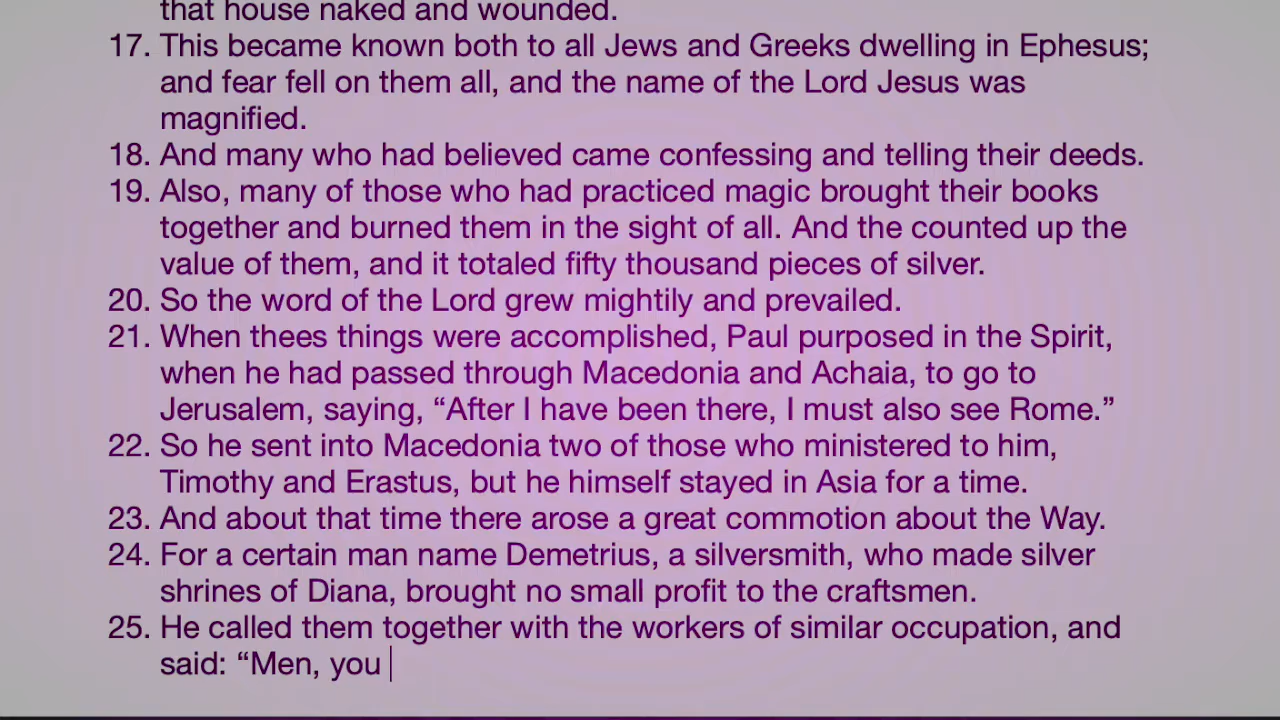 that house naked and wounded.
17. This became known both to all Jews and Greeks dwelling in Ephesus;
and fear fell on them all, and the name of the Lord Jesus was
magnified.
18. And many who had believed came confessing and telling their deeds.
19. Also, many of those who had practiced magic brought their books
together and burned them in the sight of all. And the counted up the
value of them, and it totaled fifty thousand pieces of silver.
20. So the word of the Lord grew mightily and prevailed.
21. When thees things were accomplished, Paul purposed in the Spirit,
when he had passed through Macedonia and Achaia, to go to
Jerusalem, saying, “After I have been there, I must also see Rome.”
22. So he sent into Macedonia two of those who ministered to him,
Timothy and Erastus, but he himself stayed in Asia for a time.
23. And about that time there arose a great commotion about the Way.
24. For a certain man name Demetrius, a silversmith, who made silver
shrines of Diana, brought no small profit to the craftsmen.
25. He called them together with the workers of similar occupation, and
said: “Men, you